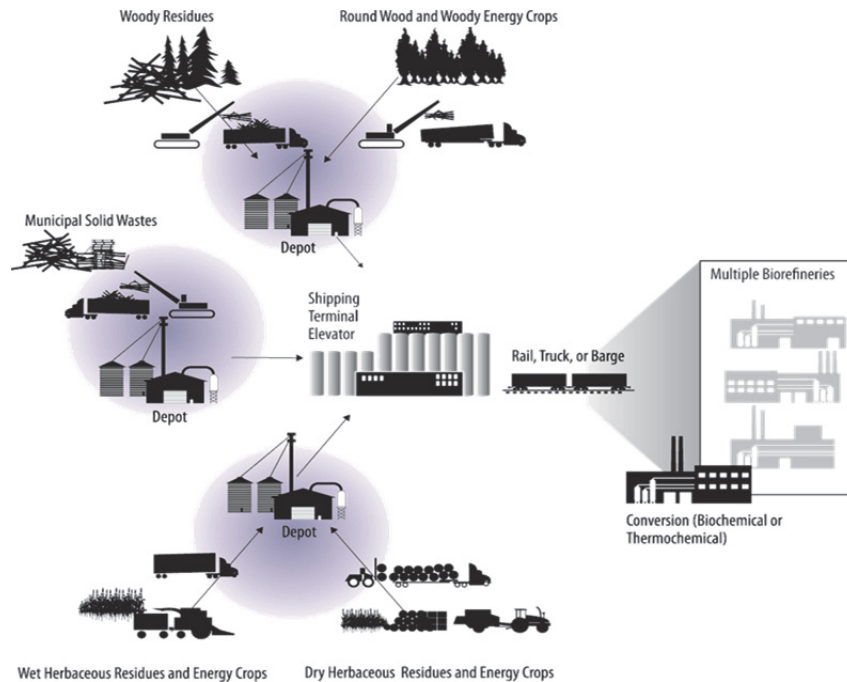 Woody Residues
Round Wood and Woody Energy Crops
Depot
Municipal Solid Wastes
Depot
Shipping
Terminal
Elevator
Rail, Truck, or Barge
Multiple Biorefineries
Conversion (Biochemical or
Thermochemical)
Depot
Wet Herbaceous Residues and Energy Crops
Dry Herbaceous Residues and Energy Crops